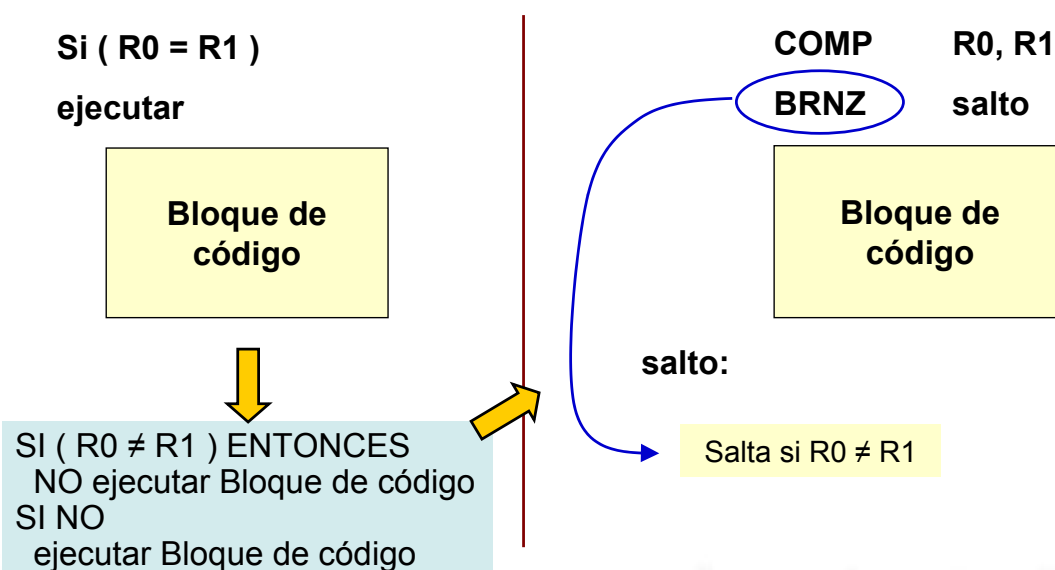 Si ( R0 = R1 )
ejecutar
Bloque de
código
SI ( R0 ≠ R1 ) ENTONCES
NO ejecutar Bloque de código
SI NO
ejecutar Bloque de código
COMP R0, R1
BRNZ salto
Bloque de
código
salto:
Salta si R0 ≠ R1